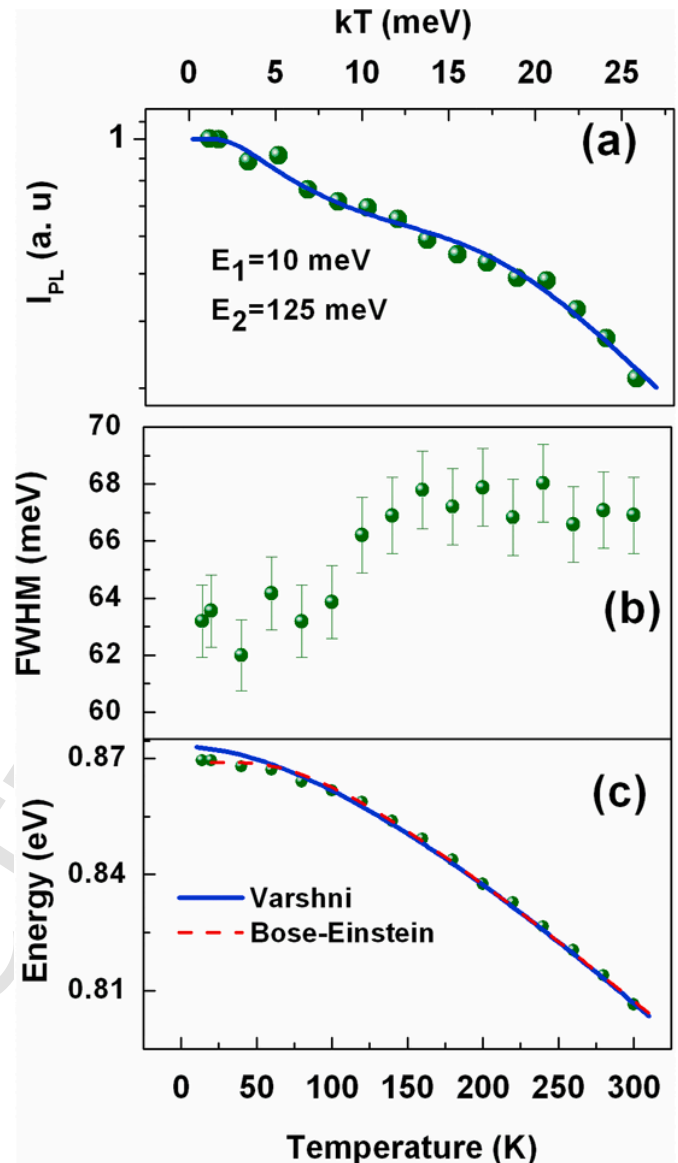 kT (meV)
0 5 10 15 20 25
(a)
1
I_PL (a. u)
E_1=10 meV
E_2=125 meV
70
68
66
64
62
60
FWHM (meV)
(b)
0.87
0.84
0.81
Energy (eV)
(c)
Varshni
Bose-Einstein
0 50 100 150 200 250 300
Temperature (K)